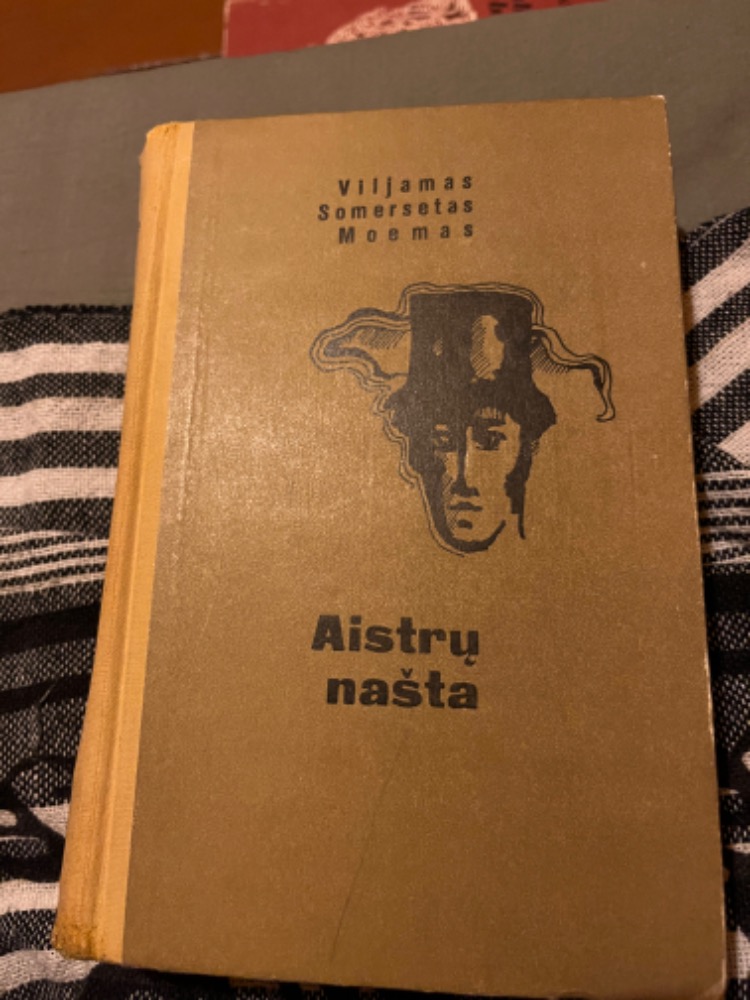 Viljamas
Somersetas
Moemas
Aistrų
našta